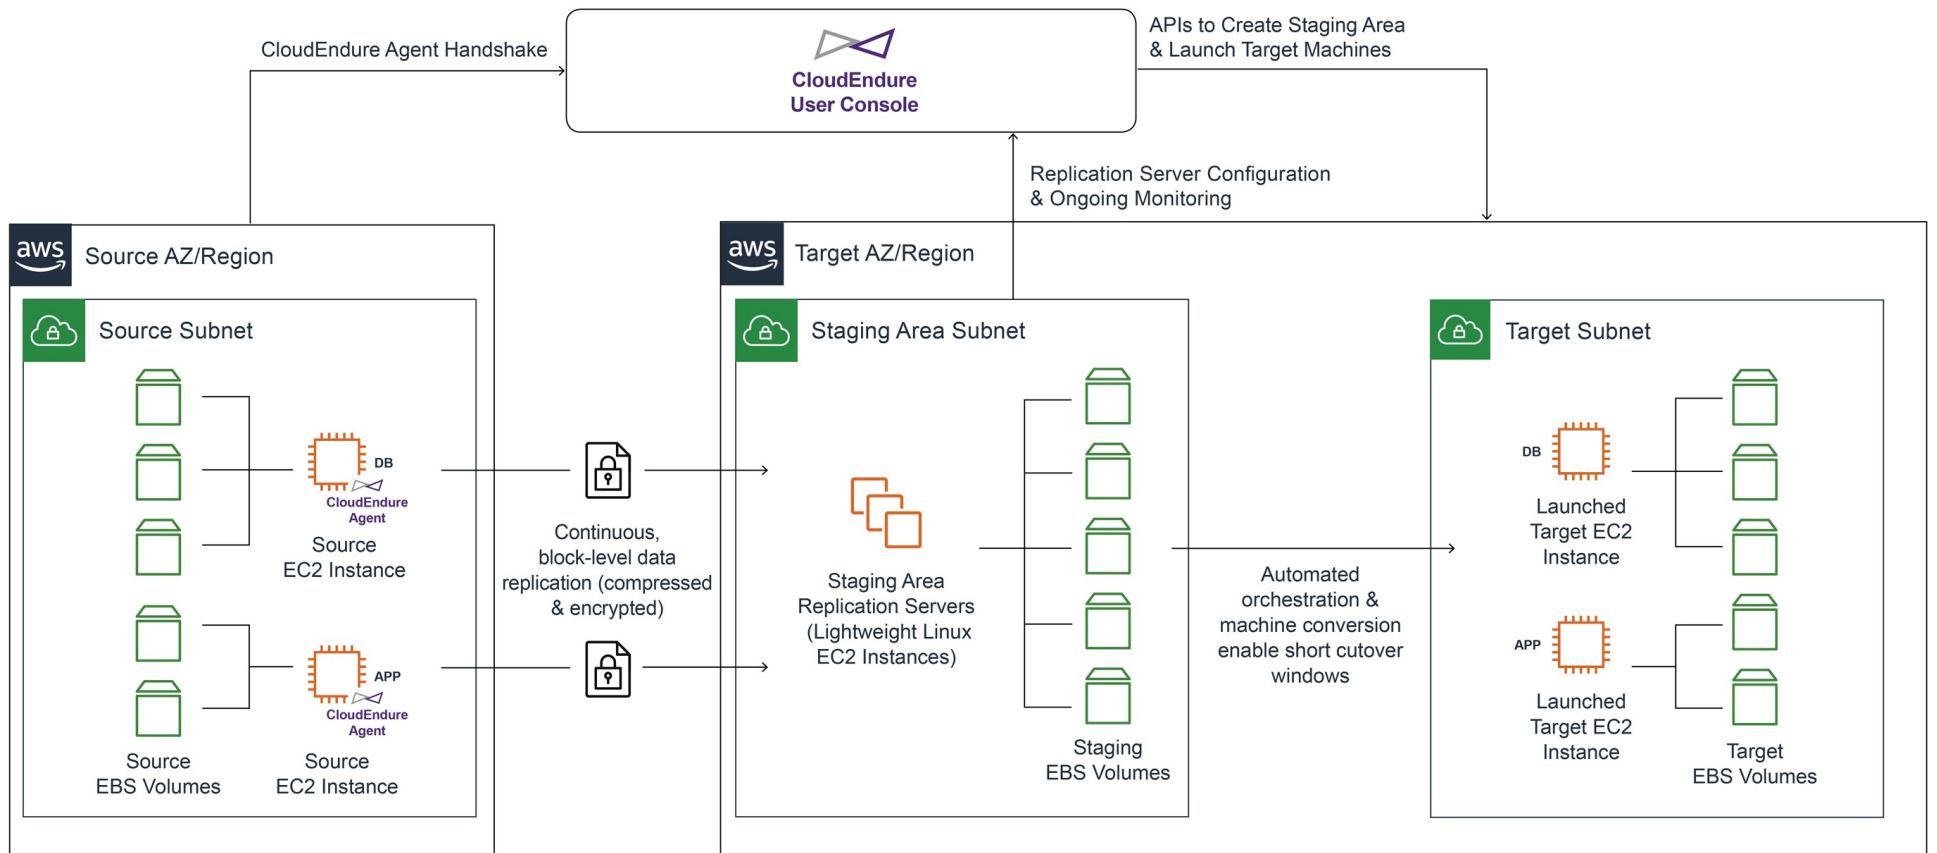 CloudEndure Agent Handshake
CloudEndure
User Console
APIs to Create Staging Area
& Launch Target Machines
Replication Server Configuration
& Ongoing Monitoring
aws
Source AZ/Region
Source Subnet
DB
CloudEndure
Agent
Source
EC2 Instance
APP
CloudEndure
Agent
Source
EBS Volumes
Source
EC2 Instance
Continuous,
block-level data
replication (compressed
& encrypted)
aws
Target AZ/Region
Staging Area Subnet
Staging Area
Replication Servers
(Lightweight Linux
EC2 Instances)
Staging
EBS Volumes
Automated
orchestration &
machine conversion
enable short cutover
windows
Target Subnet
DB
Launched
Target EC2
Instance
APP
Launched
Target EC2
Instance
Target
EBS Volumes